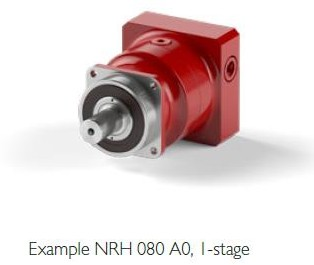 Example NRH 080 A0, 1-stage